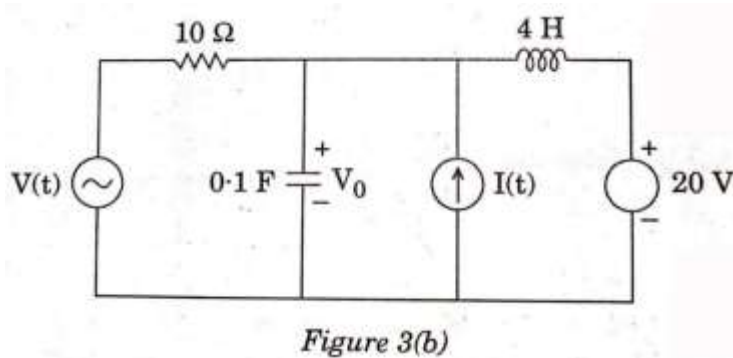 10 Ω
4 H
V(t)
0·1 F
+
V0
−
I(t)
+
20 V
−
Figure 3(b)